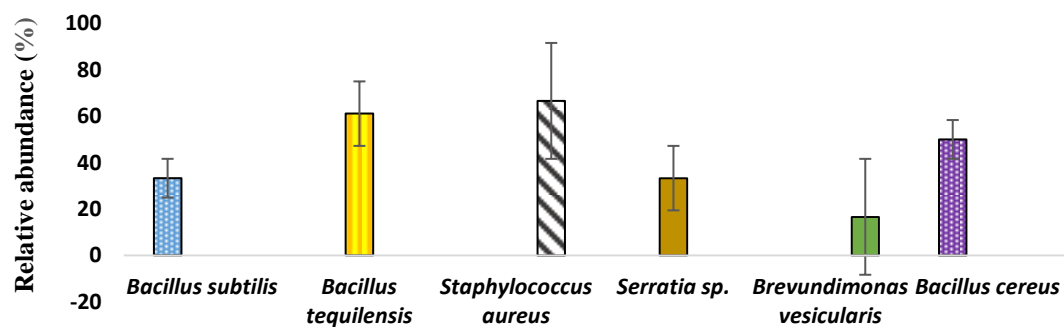 Relative abundance (%)
100
80
60
40
20
0
-20
Bacillus subtilis
Bacillus
tequilensis
Staphylococcus
aureus
Serratia sp.
Brevundimonas
vesicularis
Bacillus cereus